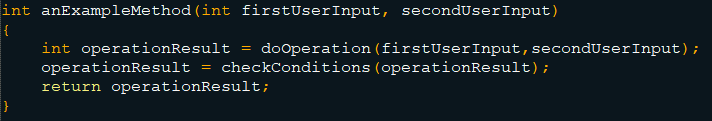 int anExampleMethod(int firstUserInput, secondUserInput)
{
    int operationResult = doOperation(firstUserInput,secondUserInput);
    operationResult = checkConditions(operationResult);
    return operationResult;
}